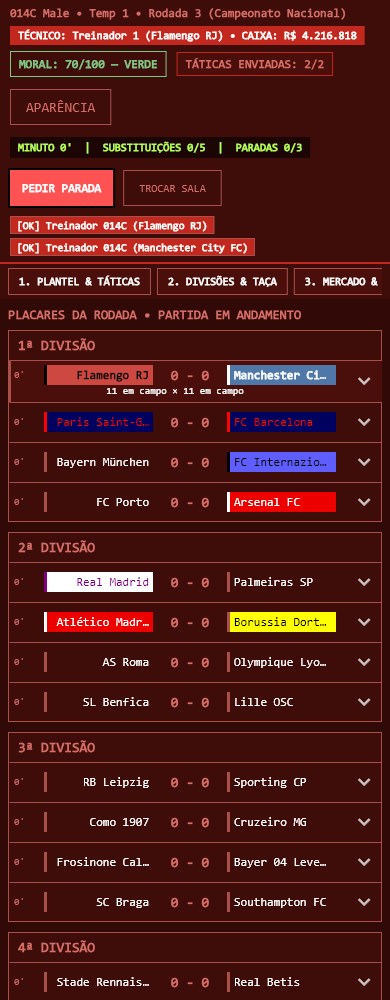 014C Male • Temp 1 • Rodada 3 (Campeonato Nacional)
TÉCNICO: Treinador 1 (Flamengo RJ) • CAIXA: R$ 4.216.818
MORAL: 70/100 — VERDE
TÁTICAS ENVIADAS: 2/2
APARÊNCIA
MINUTO 0' | SUBSTITUIÇÕES 0/5 | PARADAS 0/3
PEDIR PARADA
TROCAR SALA
[OK] Treinador 014C (Flamengo RJ)
[OK] Treinador 014C (Manchester City FC)
1. PLANTEL & TÁTICAS
2. DIVISÕES & TAÇA
3. MERCADO &
PLACARES DA RODADA • PARTIDA EM ANDAMENTO
1ª DIVISÃO
0' Flamengo RJ 0 - 0 Manchester Ci…
11 em campo × 11 em campo
0' Paris Saint-G… 0 - 0 FC Barcelona
0' Bayern München 0 - 0 FC Internazio…
0' FC Porto 0 - 0 Arsenal FC
2ª DIVISÃO
0' Real Madrid 0 - 0 Palmeiras SP
0' Atlético Madr… 0 - 0 Borussia Dort…
0' AS Roma 0 - 0 Olympique Lyo…
0' SL Benfica 0 - 0 Lille OSC
3ª DIVISÃO
0' RB Leipzig 0 - 0 Sporting CP
0' Como 1907 0 - 0 Cruzeiro MG
0' Frosinone Cal… 0 - 0 Bayer 04 Leve…
0' SC Braga 0 - 0 Southampton FC
4ª DIVISÃO
0' Stade Rennais… 0 - 0 Real Betis